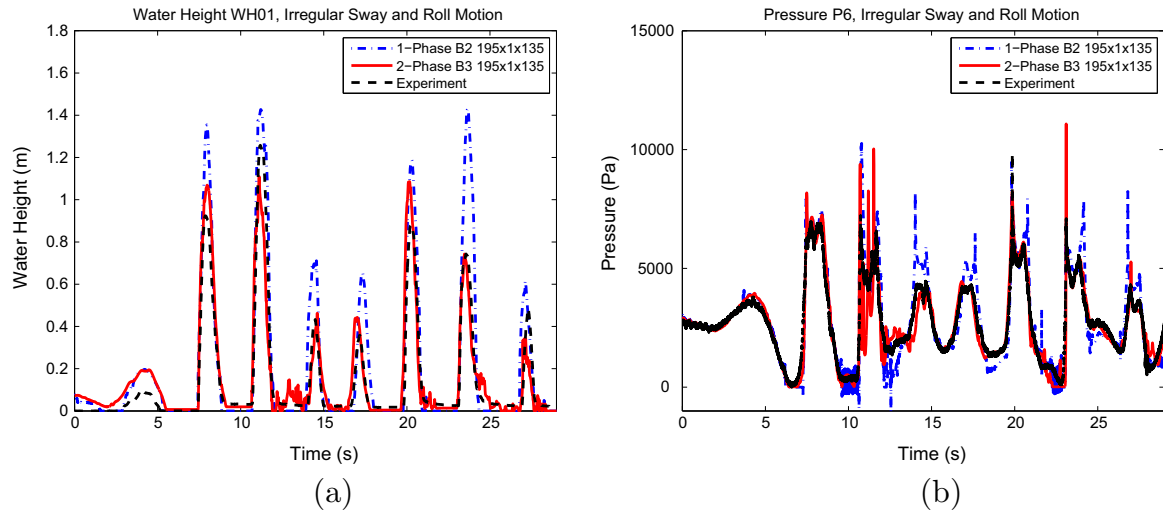 Water Height WH01, Irregular Sway and Roll Motion
1.8
1.6
1.4
1.2
1
0.8
0.6
0.4
0.2
0
Water Height (m)
1−Phase B2 195x1x135
2−Phase B3 195x1x135
Experiment
0
5
10
15
20
25
Time (s)
(a)
Pressure P6, Irregular Sway and Roll Motion
15000
10000
5000
0
Pressure (Pa)
1−Phase B2 195x1x135
2−Phase B3 195x1x135
Experiment
0
5
10
15
20
25
Time (s)
(b)